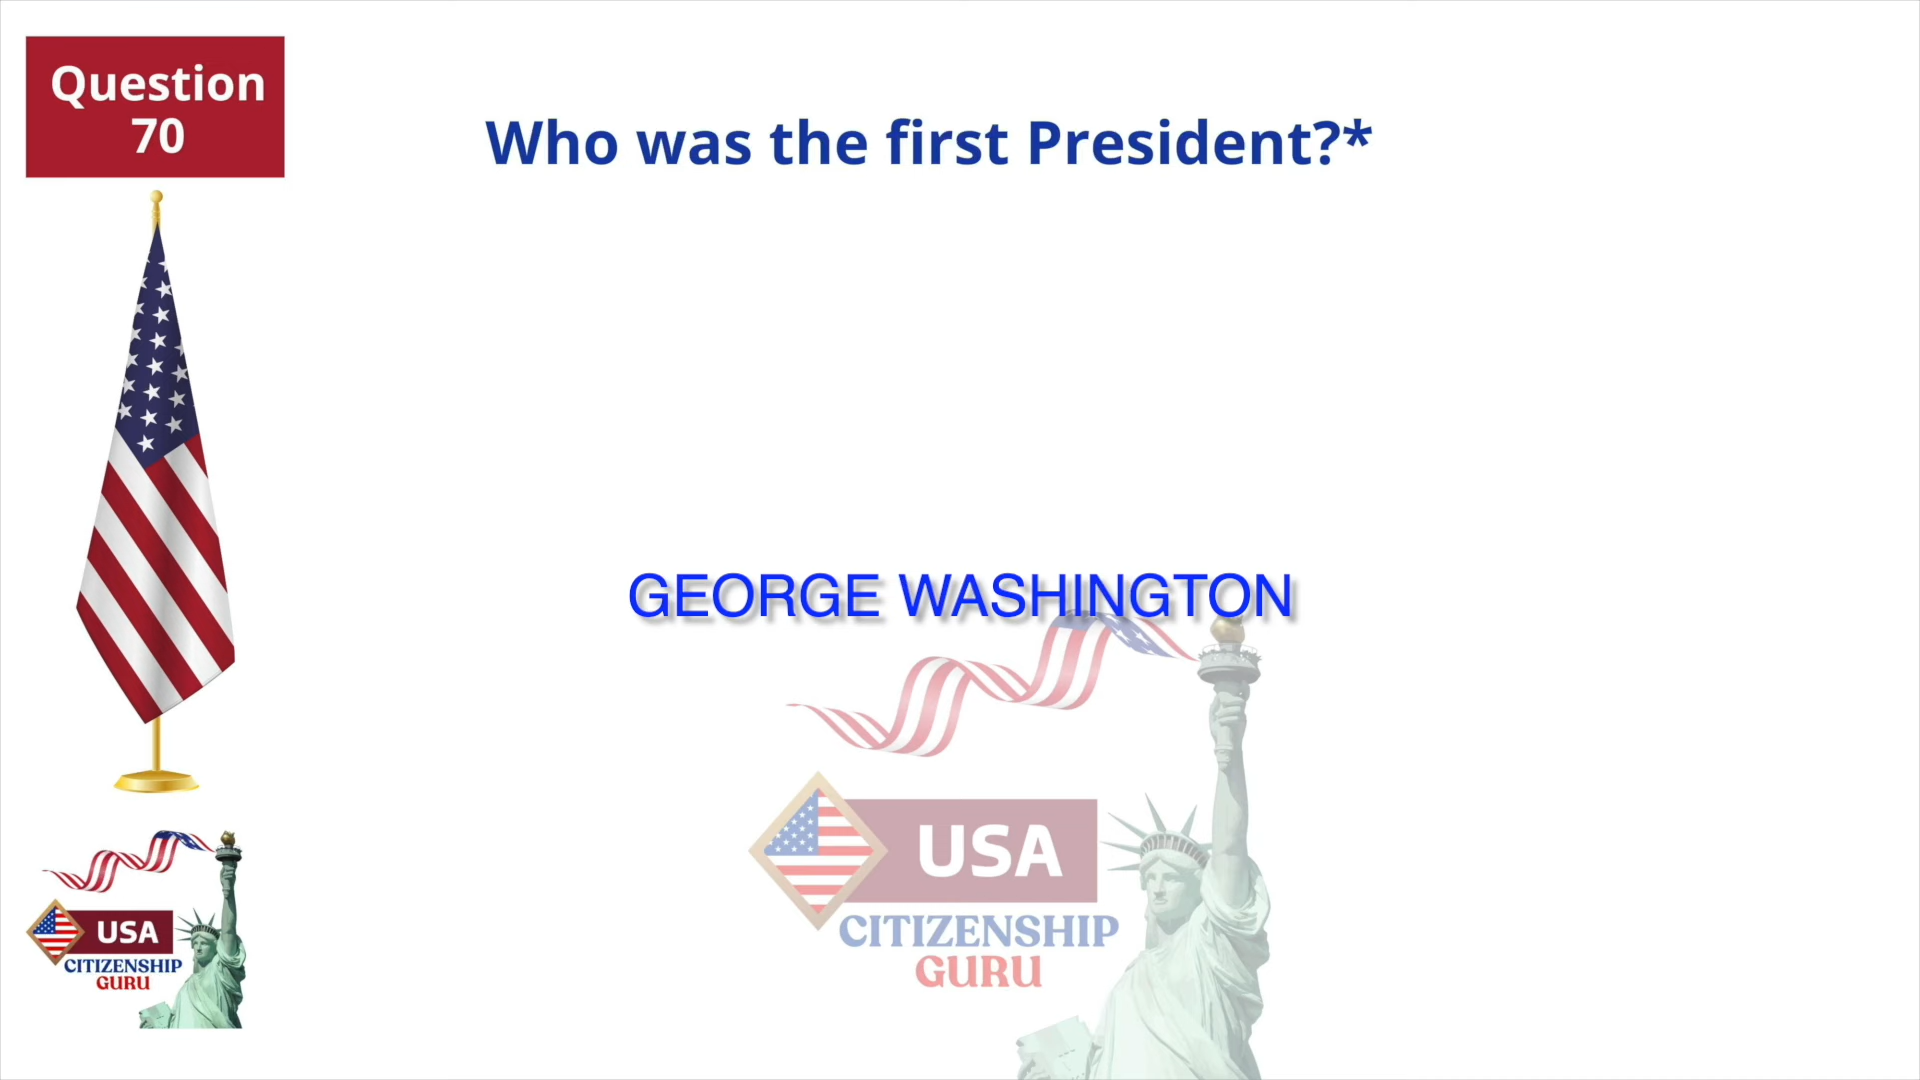 Question
70
Who was the first President?*
GEORGE WASHINGTON
USA
CITIZENSHIP
GURU
USA
CITIZENSHIP
GURU